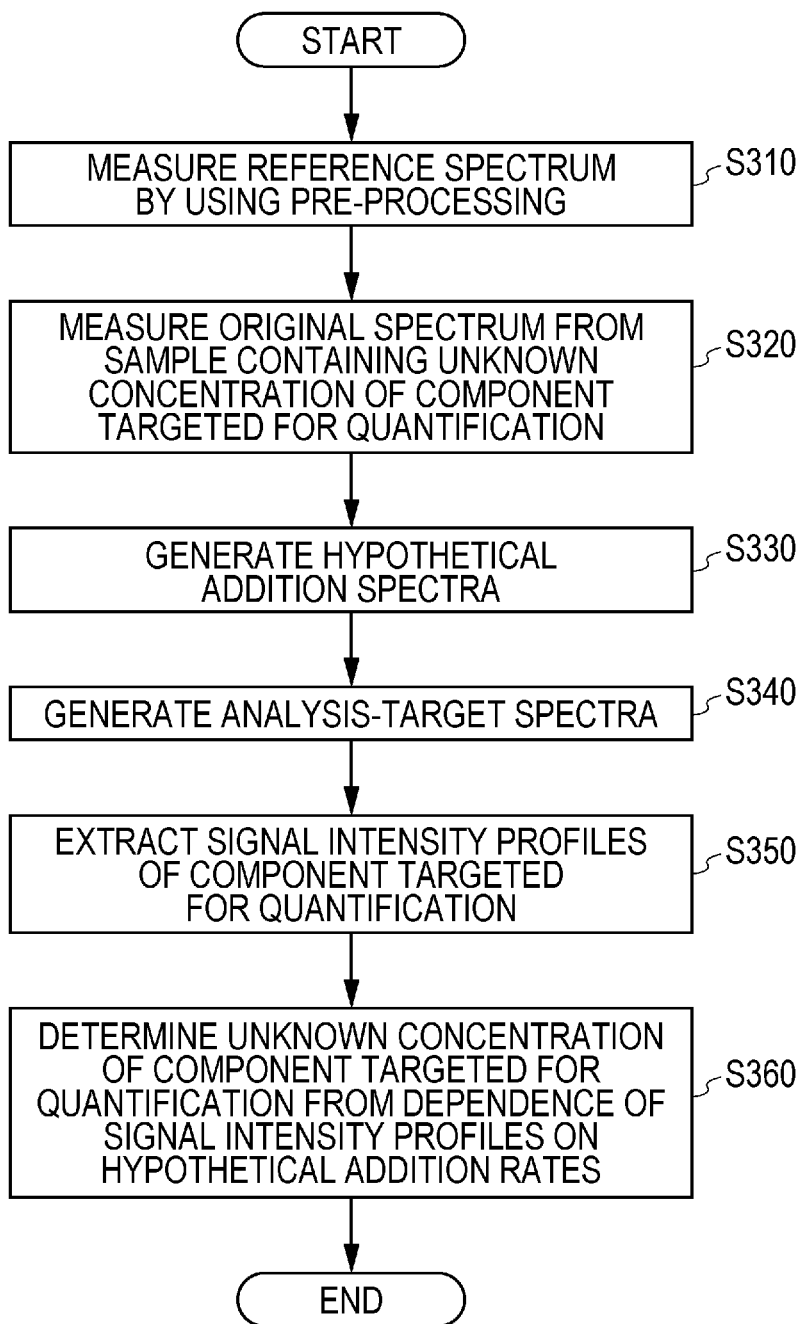 START
MEASURE REFERENCE SPECTRUM
BY USING PRE-PROCESSING
S310
MEASURE ORIGINAL SPECTRUM FROM
SAMPLE CONTAINING UNKNOWN
CONCENTRATION OF COMPONENT
TARGETED FOR QUANTIFICATION
S320
GENERATE HYPOTHETICAL
ADDITION SPECTRA
S330
GENERATE ANALYSIS-TARGET SPECTRA
S340
EXTRACT SIGNAL INTENSITY PROFILES
OF COMPONENT TARGETED
FOR QUANTIFICATION
S350
DETERMINE UNKNOWN CONCENTRATION
OF COMPONENT TARGETED FOR
QUANTIFICATION FROM DEPENDENCE OF
SIGNAL INTENSITY PROFILES ON
HYPOTHETICAL ADDITION RATES
S360
END